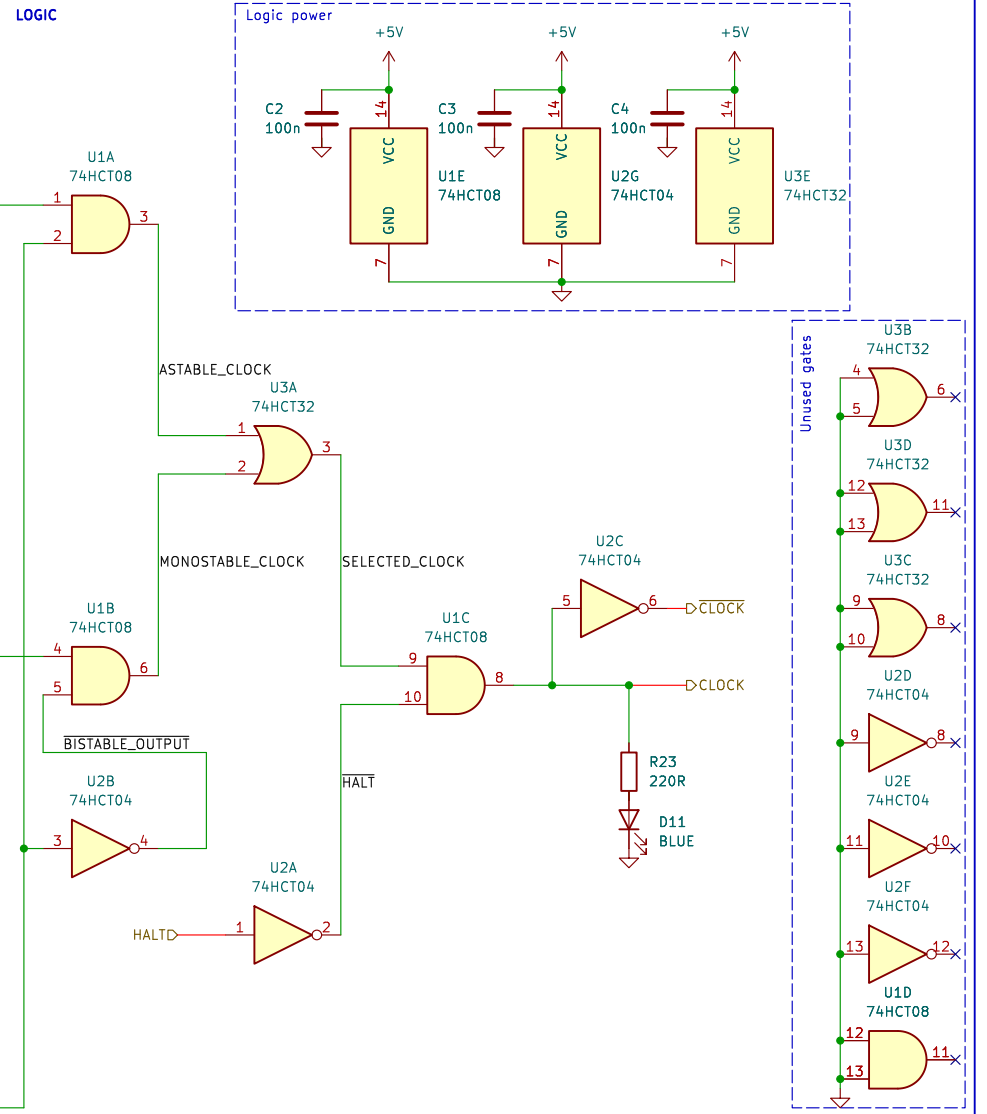 LOGIC
Logic power
+5V
+5V
+5V
C2
100n
14
VCC
GND
7
U1E
74HCT08
C3
100n
14
VCC
GND
7
U2G
74HCT04
C4
100n
14
VCC
GND
7
U3E
74HCT32
U1A
74HCT08
1
2
3
ASTABLE_CLOCK
U3A
74HCT32
1
2
3
MONOSTABLE_CLOCK
SELECTED_CLOCK
U1B
74HCT08
4
5
6
BISTABLE_OUTPUT
U2B
74HCT04
3
4
U2A
74HCT04
HALT
1
2
HALT
U1C
74HCT08
9
10
8
U2C
74HCT04
5
6
CLOCK
CLOCK
R23
220R
D11
BLUE
Unused gates
U3B
74HCT32
4
5
6
U3D
74HCT32
12
13
11
U3C
74HCT32
9
10
8
U2D
74HCT04
9
8
U2E
74HCT04
11
10
U2F
74HCT04
13
12
U1D
74HCT08
12
13
11